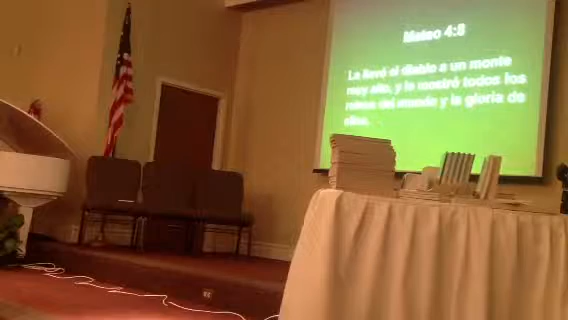 Mateo 4:8
Le llevó el diablo a un monte
muy alto, y le mostró todos los
reinos del mundo y la gloria de
ellos